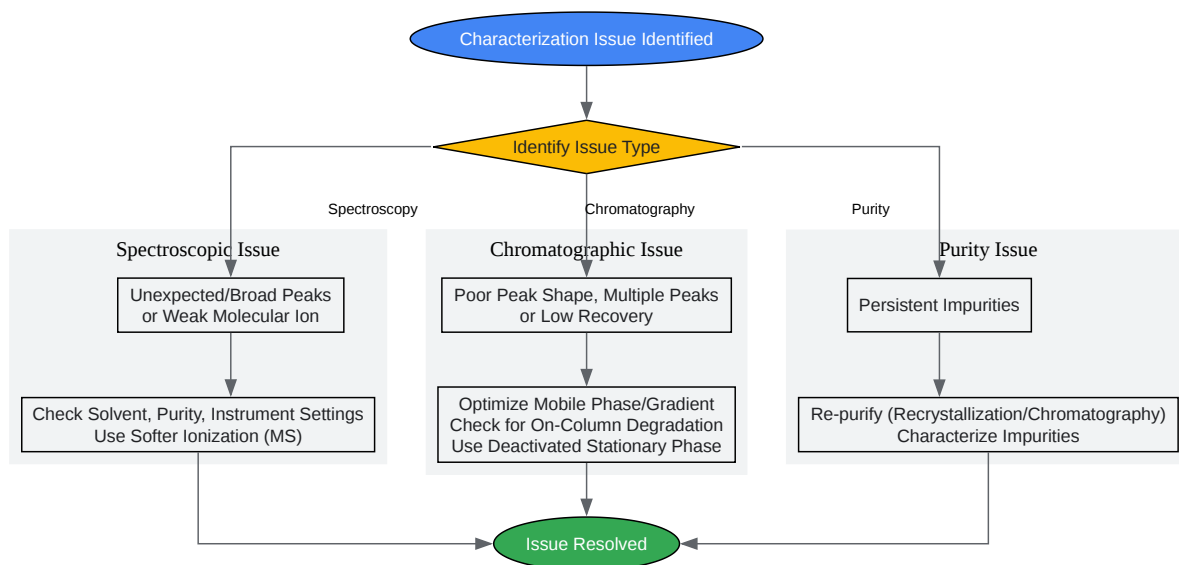 Characterization Issue Identified
Identify Issue Type
Spectroscopy
Chromatography
Purity
Spectroscopic Issue
Unexpected/Broad Peaks
or Weak Molecular Ion
Check Solvent, Purity, Instrument Settings
Use Softer Ionization (MS)
Chromatographic Issue
Poor Peak Shape, Multiple Peaks
or Low Recovery
Optimize Mobile Phase/Gradient
Check for On-Column Degradation
Use Deactivated Stationary Phase
Purity Issue
Persistent Impurities
Re-purify (Recrystallization/Chromatography)
Characterize Impurities
Issue Resolved